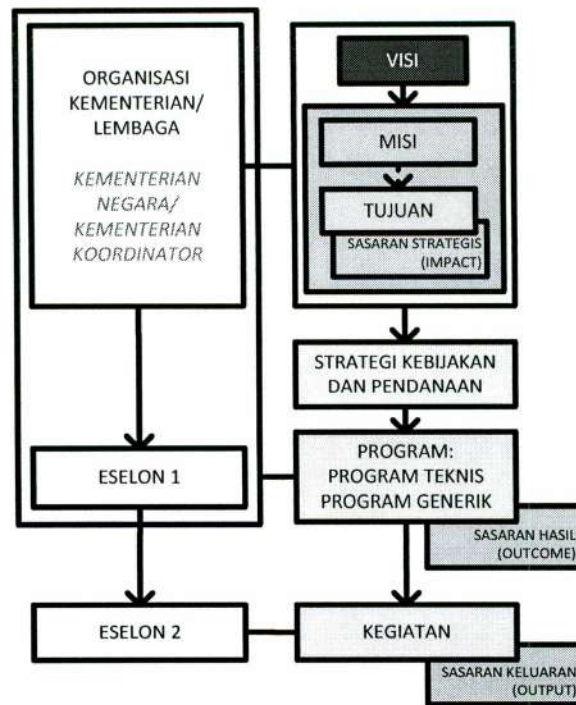 ORGANISASI
KEMENTERIAN/
LEMBAGA
KEMENTERIAN
NEGARA/
KEMENTERIAN
KOORDINATOR
ESELON 1
ESELON 2
VISI
MISI
TUJUAN
SASARAN STRATEGIS
(IMPACT)
STRATEGI KEBIJAKAN
DAN PENDANAAN
PROGRAM:
PROGRAM TEKNIS
PROGRAM GENERIK
SASARAN HASIL
(OUTCOME)
KEGIATAN
SASARAN KELUARAN
(OUTPUT)